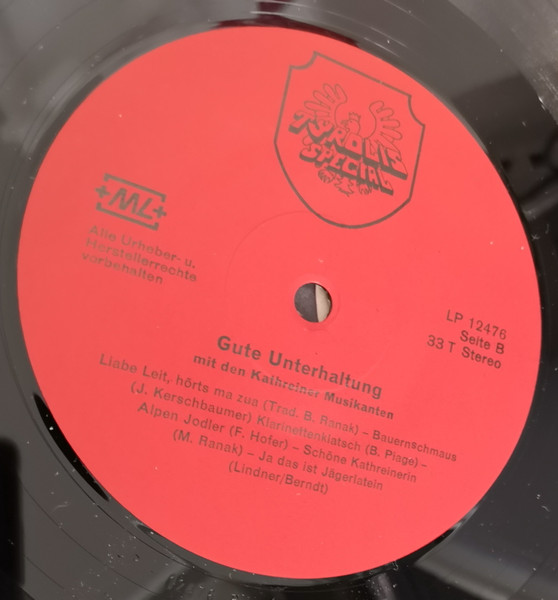 TYROLIS
SPECIAL
+ML+
Alle Urheber- u.
Herstellerrechte
vorbehalten
LP 12476
Seite B
33 T Stereo
Gute Unterhaltung
mit den Kathreiner Musikanten
Liabe Leit, hörts ma zua (Trad. B. Ranak) – Bauernschmaus
(J. Kerschbaumer) Klarinettenklatsch (B. Plage) –
Alpen Jodler (F. Hofer) – Schöne Kathreinerin
(M. Ranak) – Ja das ist Jägerlatein
(Lindner/Berndt)